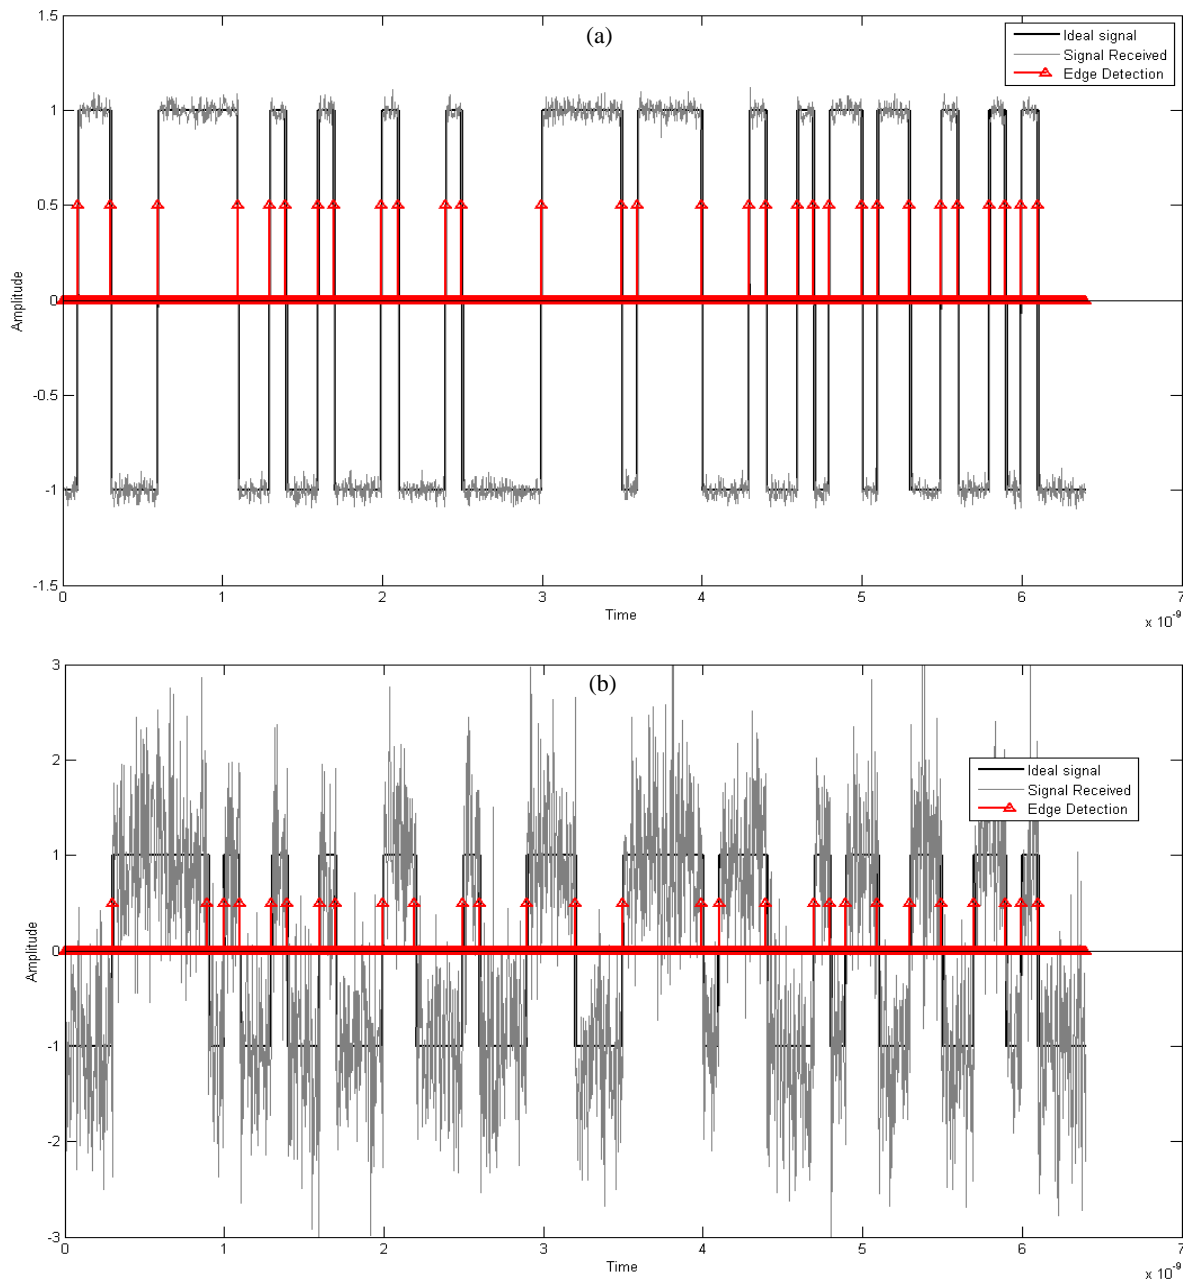 (a)
Ideal signal
Signal Received
Edge Detection
1.5
1
0.5
0
-0.5
-1
-1.5
Amplitude
0 1 2 3 4 5 6 7
Time
x 10⁻⁹
(b)
Ideal signal
Signal Received
Edge Detection
3
2
1
0
-1
-2
-3
Amplitude
0 1 2 3 4 5 6 7
Time
x 10⁻⁹